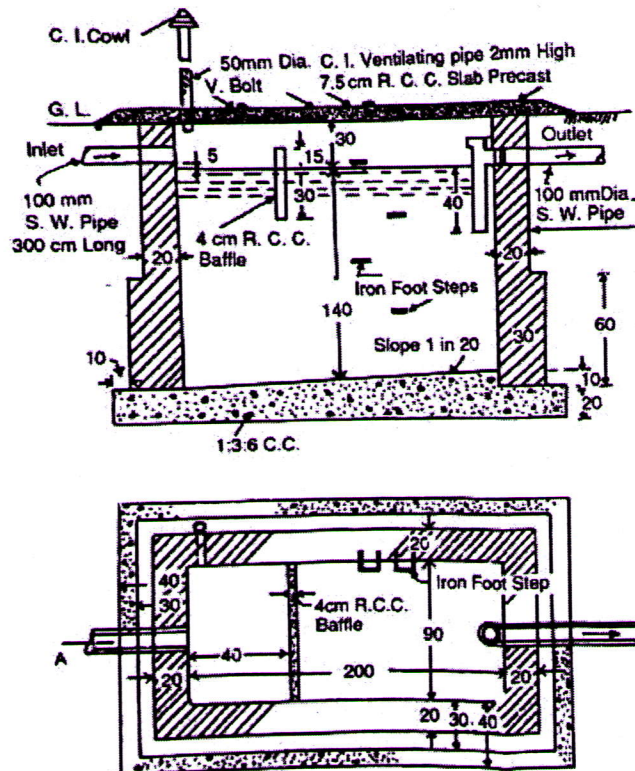 C. I. Cowl
50mm Dia. C. I. Ventilating pipe 2mm High
V. Bolt
7.5 cm R. C. C. Slab Precast
G. L.
30
Inlet
Outlet
5
15
100 mm
S. W. Pipe
300 cm Long
30
40
100 mm Dia.
S. W. Pipe
4 cm R. C. C.
Baffle
20
20
Iron Foot Steps
140
60
Slope 1 in 20
30
10
10
20
1:3:6 C.C.
20
40
30
4cm R.C.C.
Baffle
Iron Foot Step
A
40
90
200
20
20
20
30
40